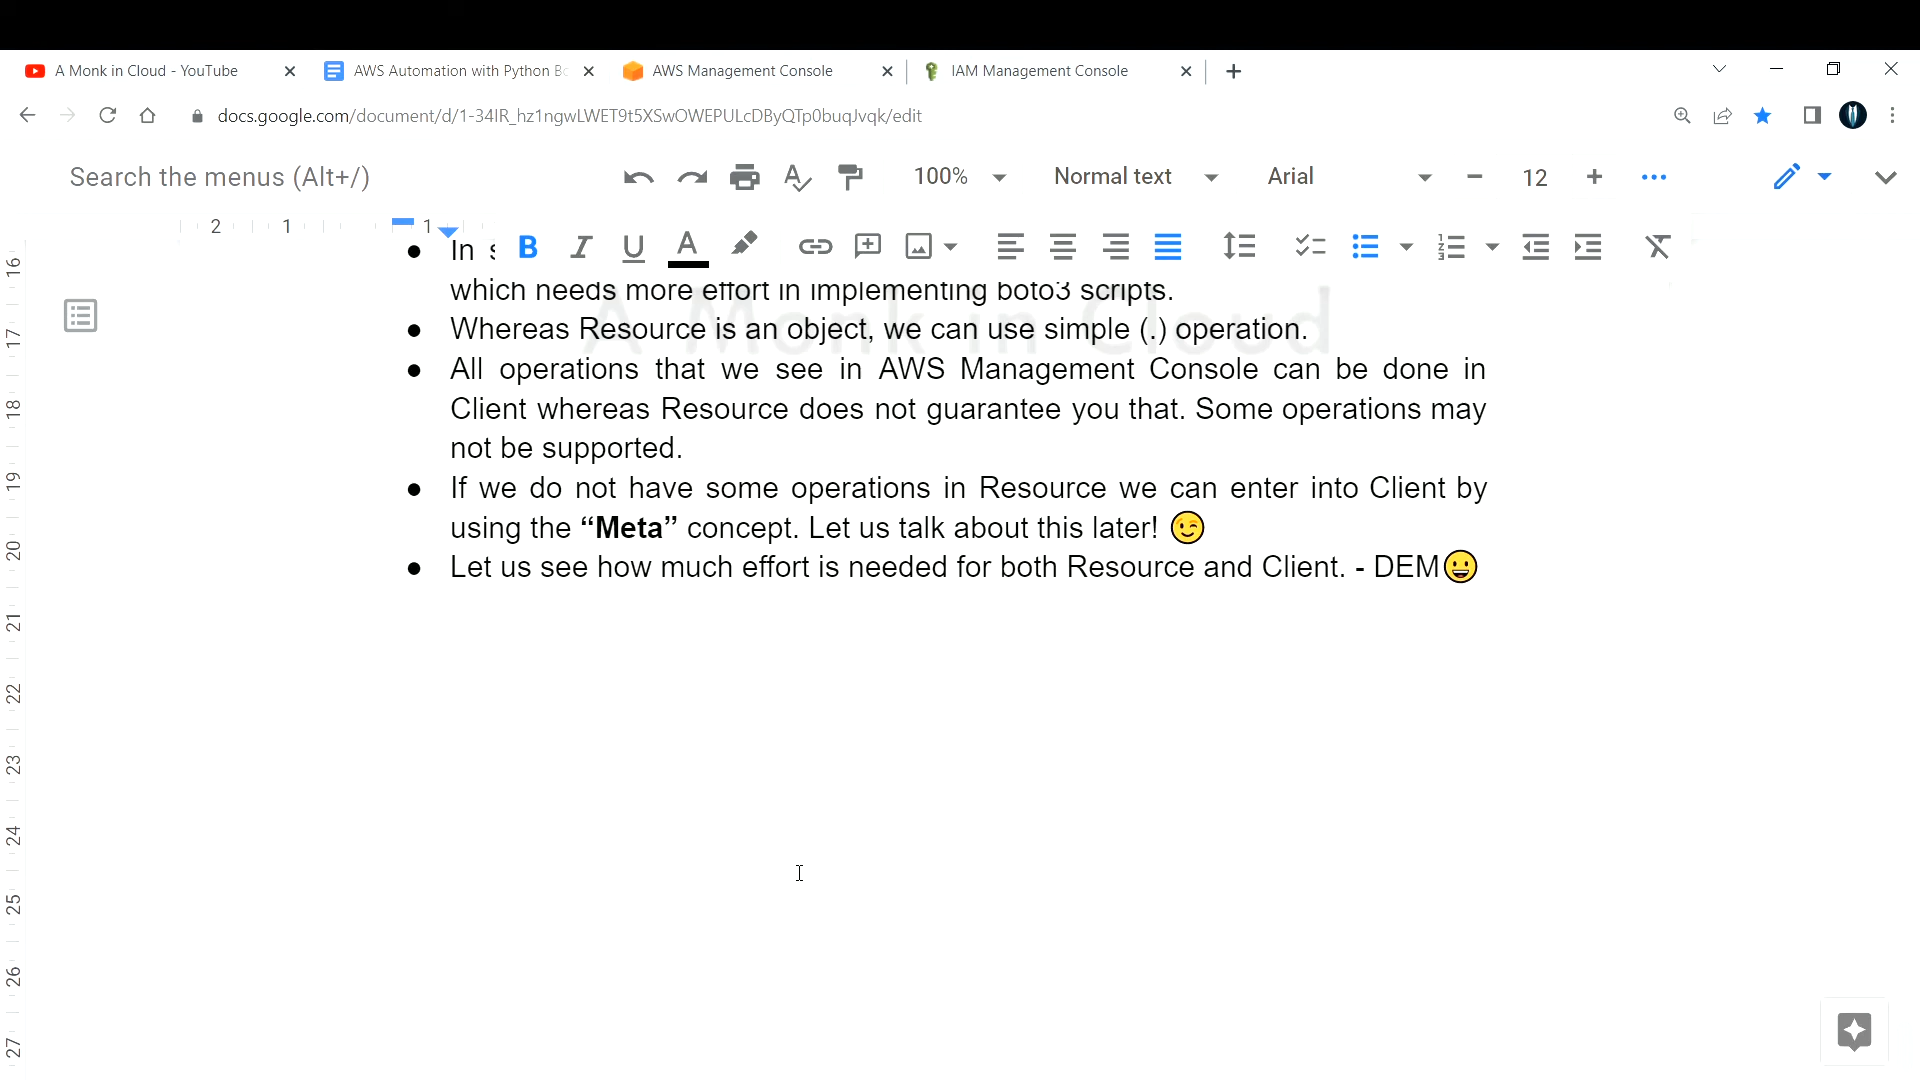 A Monk in Cloud - YouTube
AWS Automation with Python Bo
AWS Management Console
IAM Management Console
docs.google.com/document/d/1-34IR_hz1ngwLWET9t5XSwOWEPULcDByQTp0buqJvqk/edit
Search the menus (Alt+/)
100%
Normal text
Arial
12
2 1 1
In
B I U A
which needs more effort in implementing boto3 scripts.
A Monk in Cloud
Whereas Resource is an object, we can use simple (.) operation.
All operations that we see in AWS Management Console can be done in
Client whereas Resource does not guarantee you that. Some operations may
not be supported.
If we do not have some operations in Resource we can enter into Client by
using the “Meta” concept. Let us talk about this later! 😉
Let us see how much effort is needed for both Resource and Client. - DEM😀
16
17
18
19
20
21
22
23
24
25
26
27